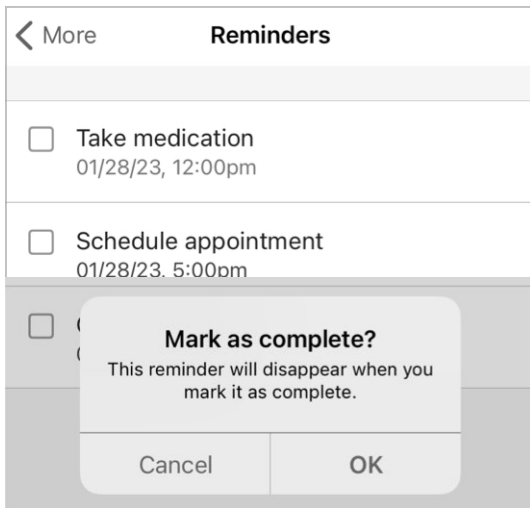 More Reminders
Take medication
01/28/23, 12:00pm
Schedule appointment
01/28/23, 5:00pm
Mark as complete?
This reminder will disappear when you
mark it as complete.
Cancel OK